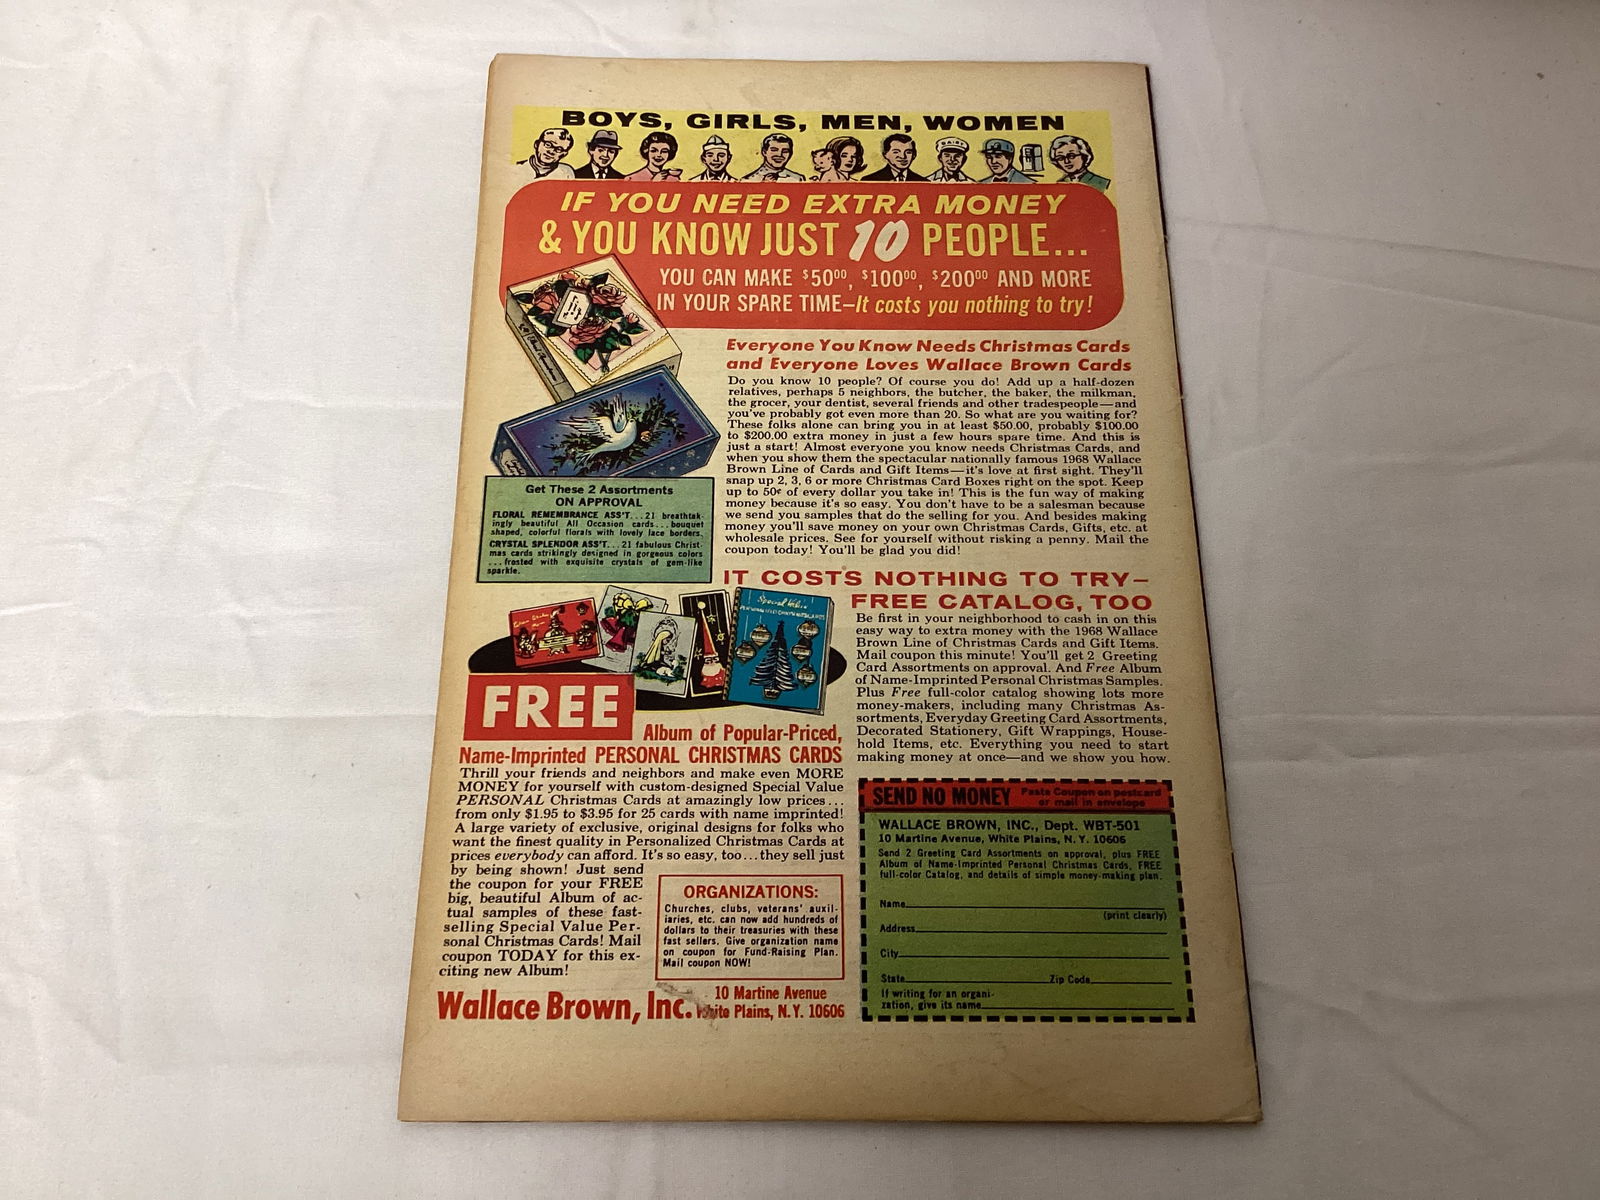 BOYS, GIRLS, MEN, WOMEN
DAIRY
IF YOU NEED EXTRA MONEY
& YOU KNOW JUST 10 PEOPLE...
YOU CAN MAKE $50⁰⁰, $100⁰⁰, $200⁰⁰ AND MORE
IN YOUR SPARE TIME—It costs you nothing to try!
Everyone You Know Needs Christmas Cards
and Everyone Loves Wallace Brown Cards
Do you know 10 people? Of course you do! Add up a half-dozen
relatives, perhaps 5 neighbors, the butcher, the baker, the milkman,
the grocer, your dentist, several friends and other tradespeople—and
you've probably got even more than 20. So what are you waiting for?
These folks alone can bring you in at least $50.00, probably $100.00
to $200.00 extra money in just a few hours spare time. And this is
just a start! Almost everyone you know needs Christmas Cards, and
when you show them the spectacular nationally famous 1968 Wallace
Brown Line of Cards and Gift Items—it's love at first sight. They'll
snap up 2, 3, 6 or more Christmas Card Boxes right on the spot. Keep
up to 50¢ of every dollar you take in! This is the fun way of making
money because it's so easy. You don't have to be a salesman because
we send you samples that do the selling for you. And besides making
money you'll save money on your own Christmas Cards, Gifts, etc. at
wholesale prices. See for yourself without risking a penny. Mail the
coupon today! You'll be glad you did!
Get These 2 Assortments
ON APPROVAL
FLORAL REMEMBRANCE ASS'T...21 breathtak-
ingly beautiful All Occasion cards...bouquet
shaped, colorful florals with lovely lace borders.
CRYSTAL SPLENDOR ASS'T...21 fabulous Christ-
mas cards strikingly designed in gorgeous colors
...frosted with exquisite crystals of gem-like
sparkle.
IT COSTS NOTHING TO TRY—
FREE CATALOG, TOO
Be first in your neighborhood to cash in on this
easy way to extra money with the 1968 Wallace
Brown Line of Christmas Cards and Gift Items.
Mail coupon this minute! You'll get 2 Greeting
Card Assortments on approval. And Free Album
of Name-Imprinted Personal Christmas Samples.
Plus Free full-color catalog showing lots more
money-makers, including many Christmas As-
sortments, Everyday Greeting Card Assortments,
Decorated Stationery, Gift Wrappings, House-
hold Items, etc. Everything you need to start
making money at once—and we show you how.
Special Value
PERSONALIZED CHRISTMAS CARDS
FREE
Album of Popular-Priced,
Name-Imprinted PERSONAL CHRISTMAS CARDS
Thrill your friends and neighbors and make even MORE
MONEY for yourself with custom-designed Special Value
PERSONAL Christmas Cards at amazingly low prices...
from only $1.95 to $3.95 for 25 cards with name imprinted!
A large variety of exclusive, original designs for folks who
want the finest quality in Personalized Christmas Cards at
prices everybody can afford. It's so easy, too...they sell just
by being shown! Just send
the coupon for your FREE
big, beautiful Album of ac-
tual samples of these fast-
selling Special Value Per-
sonal Christmas Cards! Mail
coupon TODAY for this ex-
citing new Album!
ORGANIZATIONS:
Churches, clubs, veterans' auxil-
iaries, etc. can now add hundreds of
dollars to their treasuries with these
fast sellers. Give organization name
on coupon for Fund-Raising Plan.
Mail coupon NOW!
Wallace Brown, Inc. 10 Martine Avenue
White Plains, N.Y. 10606
SEND NO MONEY Paste Coupon on postcard
or mail in envelope
WALLACE BROWN, INC., Dept. WBT-501
10 Martine Avenue, White Plains, N. Y. 10606
Send 2 Greeting Card Assortments on approval, plus FREE
Album of Name-Imprinted Personal Christmas Cards, FREE
full-color Catalog, and details of simple money-making plan.
Name
(print clearly)
Address
City
State Zip Code
If writing for an organi-
zation, give its name